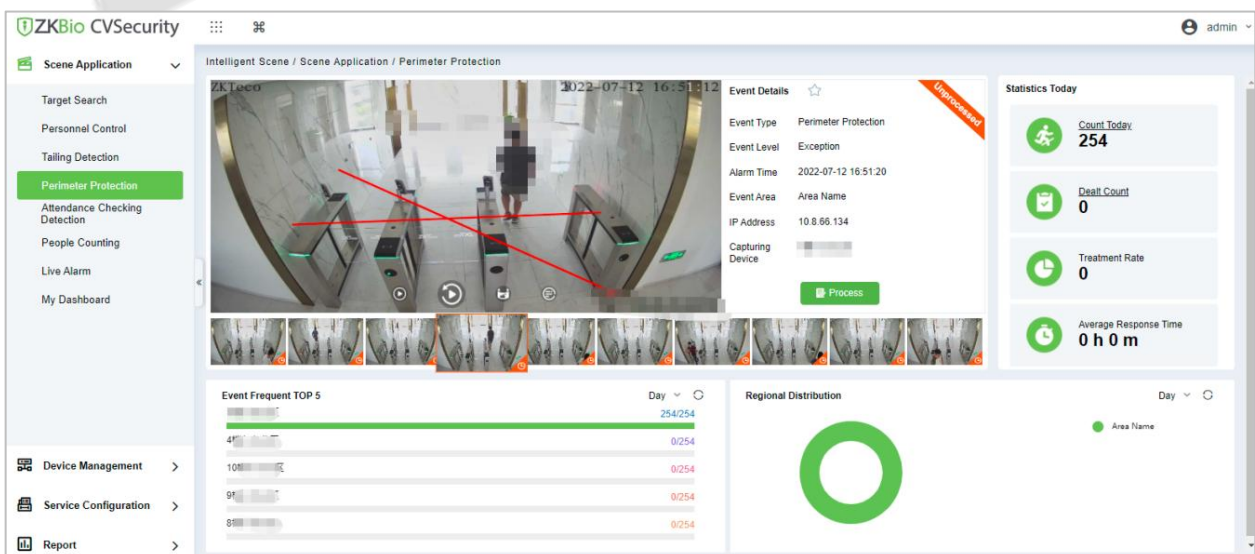 ZKBio CVSecurity
admin
Scene Application
Target Search
Personnel Control
Tailing Detection
Perimeter Protection
Attendance Checking
Detection
People Counting
Live Alarm
My Dashboard
Device Management
Service Configuration
Report
Intelligent Scene / Scene Application / Perimeter Protection
ZKTeco 2022-07-12 16:51:12
Event Details
Unprocessed
Event Type Perimeter Protection
Event Level Exception
Alarm Time 2022-07-12 16:51:20
Event Area Area Name
IP Address 10.8.66.134
Capturing
Device
Process
Statistics Today
Count Today
254
Dealt Count
0
Treatment Rate
0
Average Response Time
0 h 0 m
Event Frequent TOP 5 Day
254/254
0/254
0/254
0/254
0/254
Regional Distribution Day
Area Name